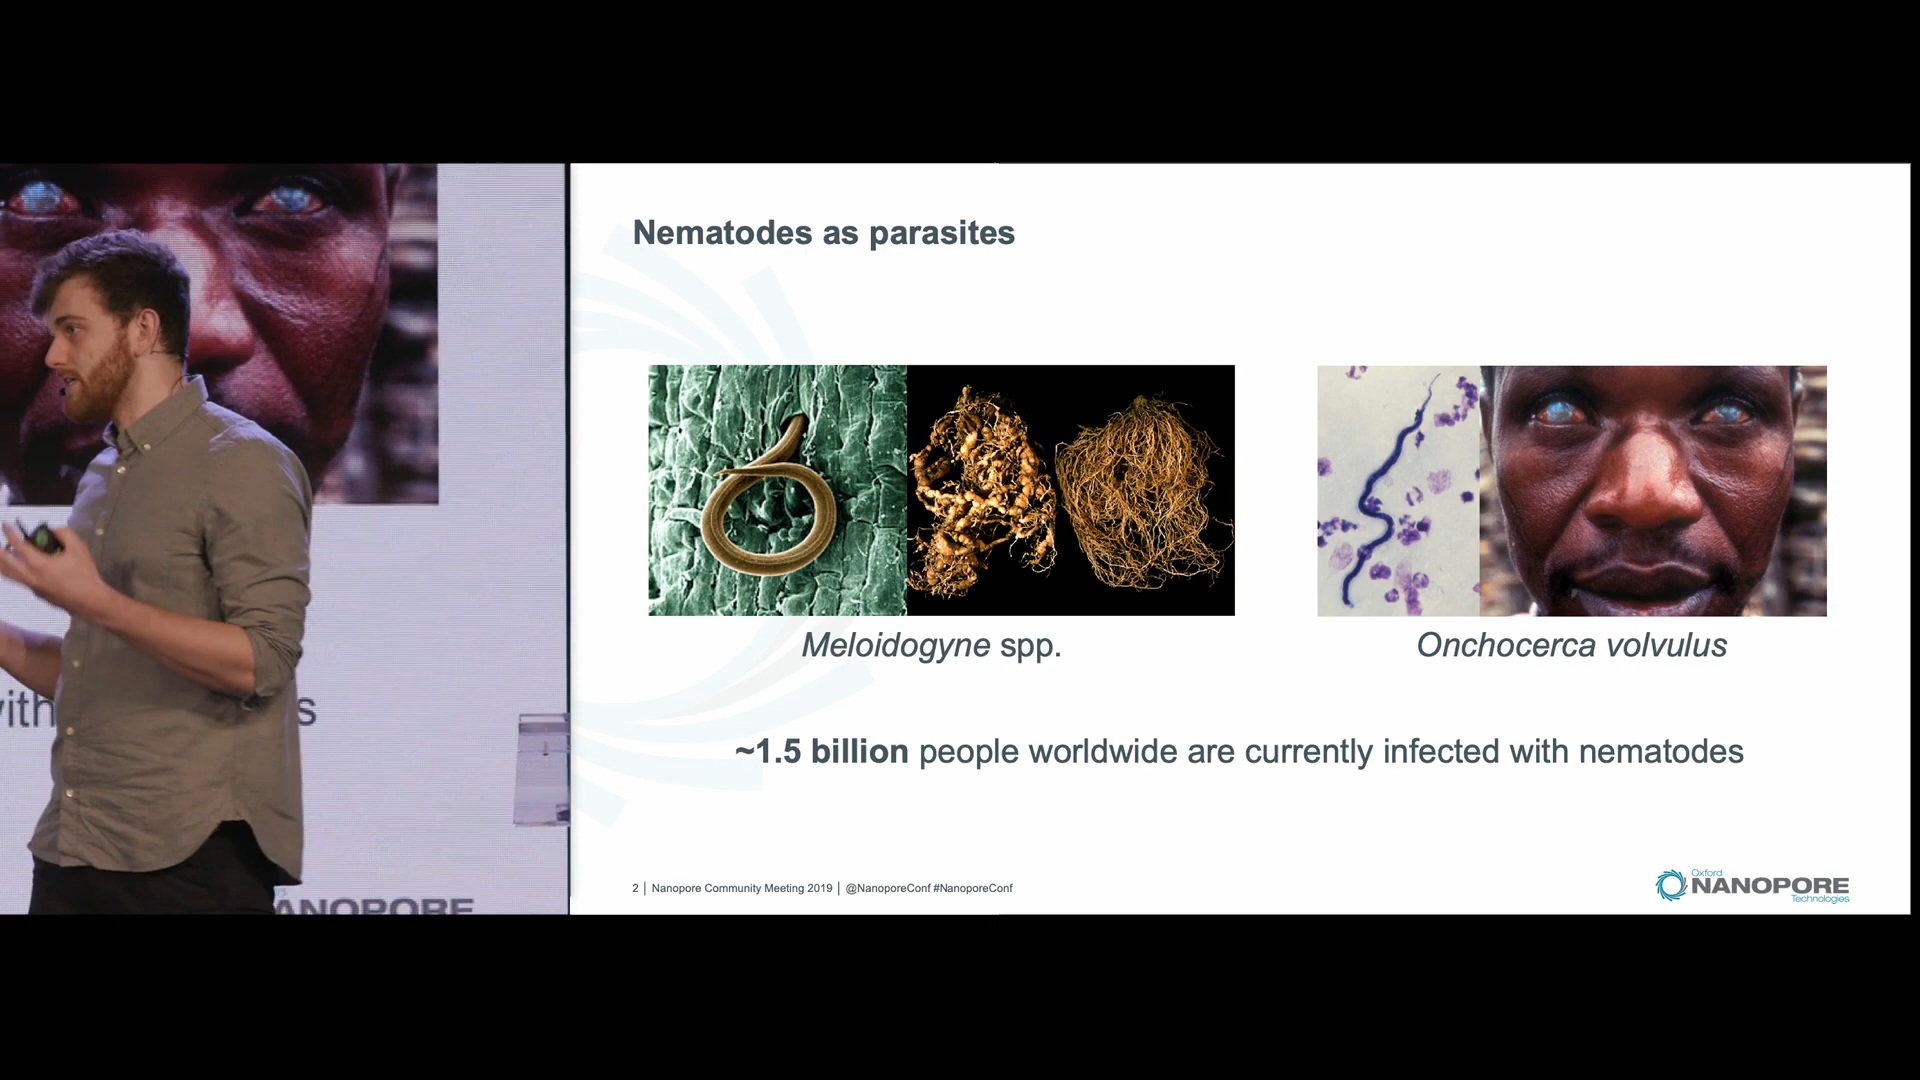 Nematodes as parasites
Meloidogyne spp.
Onchocerca volvulus
~1.5 billion people worldwide are currently infected with nematodes
2 | Nanopore Community Meeting 2019 | @NanoporeConf #NanoporeConf
Oxford
NANOPORE
Technologies